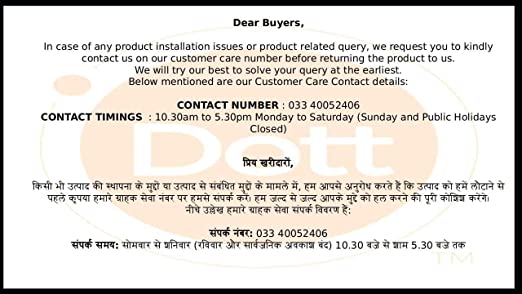 Dear Buyers,
In case of any product installation issues or product related query, we request you to kindly
contact us on our customer care number before returning the product to us.
We will try our best to solve your query at the earliest.
Below mentioned are our Customer Care Contact details:
CONTACT NUMBER : 033 40052406
CONTACT TIMINGS : 10.30am to 5.30pm Monday to Saturday (Sunday and Public Holidays
Closed)
iDott
प्रिय खरीदारों,
किसी भी उत्पाद की स्थापना के मुद्दों या उत्पाद से संबंधित मुद्दों के मामले में, हम आपसे अनुरोध करते हैं कि उत्पाद को हमें लौटाने से
पहले कृपया हमारे ग्राहक सेवा नंबर पर हमसे संपर्क करें। हम जल्द से जल्द आपके मुद्दे को हल करने की पूरी कोशिश करेंगे।
नीचे उल्लेख हमारे ग्राहक सेवा संपर्क विवरण हैं:
संपर्क नंबर: 033 40052406
संपर्क समय: सोमवार से शनिवार (रविवार और सार्वजनिक अवकाश बंद) 10.30 बजे से शाम 5.30 बजे तक
TM